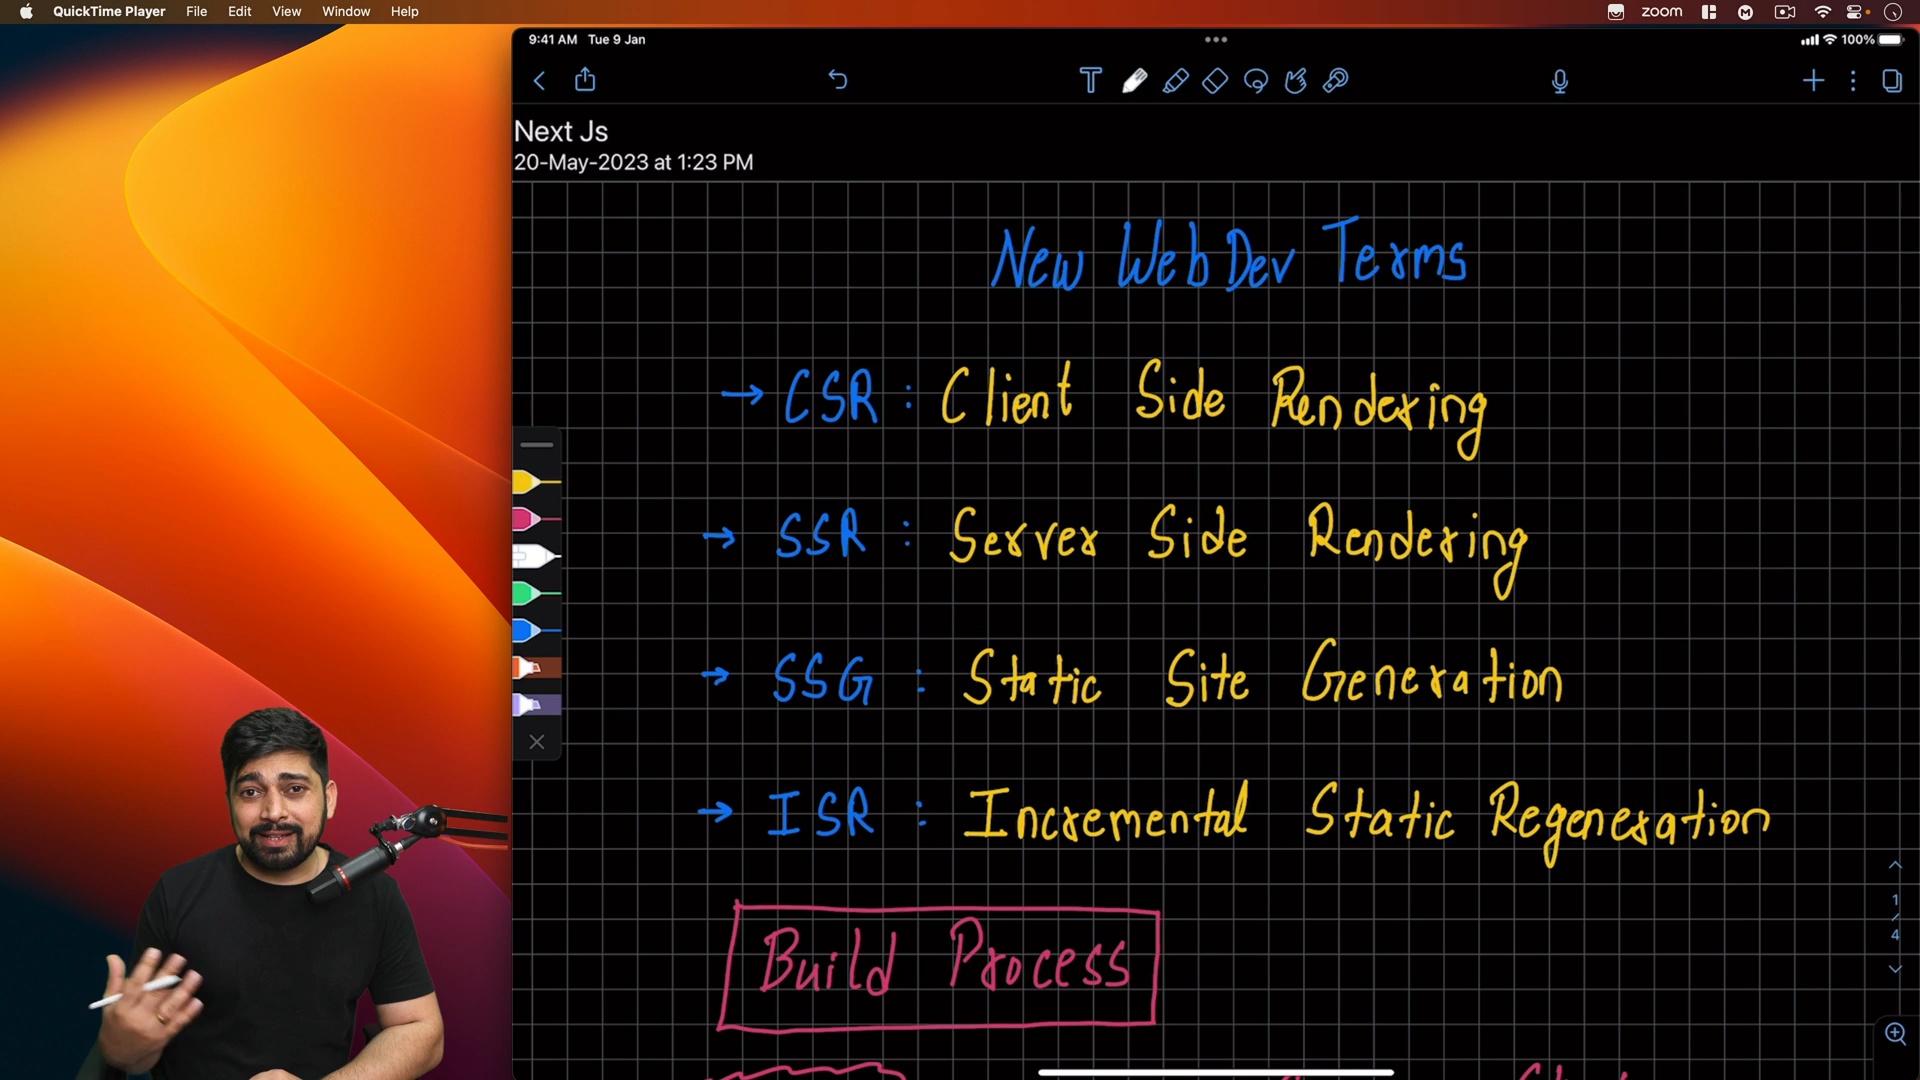 QuickTime Player File Edit View Window Help zoom
9:41 AM Tue 9 Jan 100%
Next Js
20-May-2023 at 1:23 PM
New WebDev Terms
→ CSR : Client Side Rendering
→ SSR : Server Side Rendering
→ SSG : Static Site Generation
→ ISR : Incremental Static Regeneration
Build Process
1
/
4